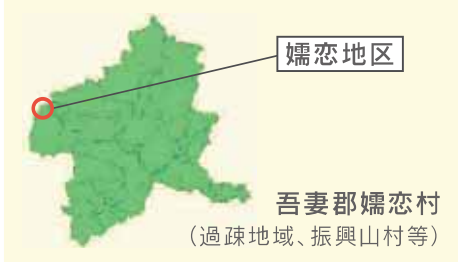 嬬恋地区
吾妻郡嬬恋村
（過疎地域、振興山村等）